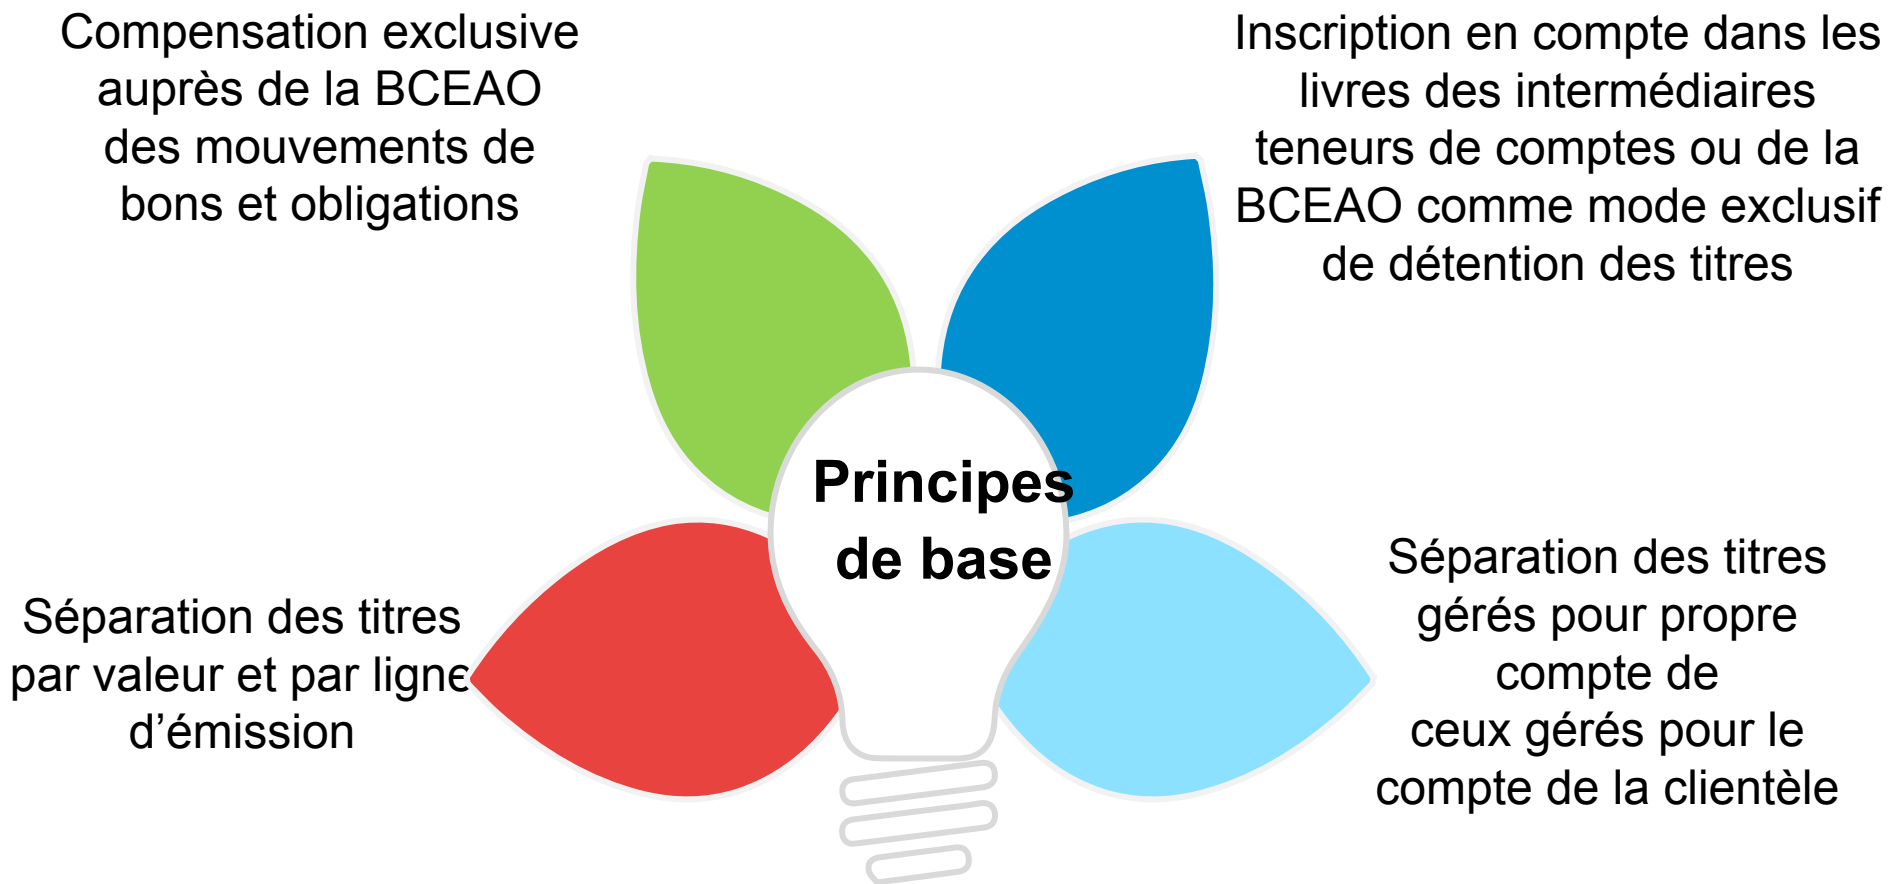 Compensation exclusive
auprès de la BCEAO
des mouvements de
bons et obligations
Inscription en compte dans les
livres des intermédiaires
teneurs de comptes ou de la
BCEAO comme mode exclusif
de détention des titres
Principes
de base
Séparation des titres
par valeur et par ligne
d’émission
Séparation des titres
gérés pour propre
compte de
ceux gérés pour le
compte de la clientèle